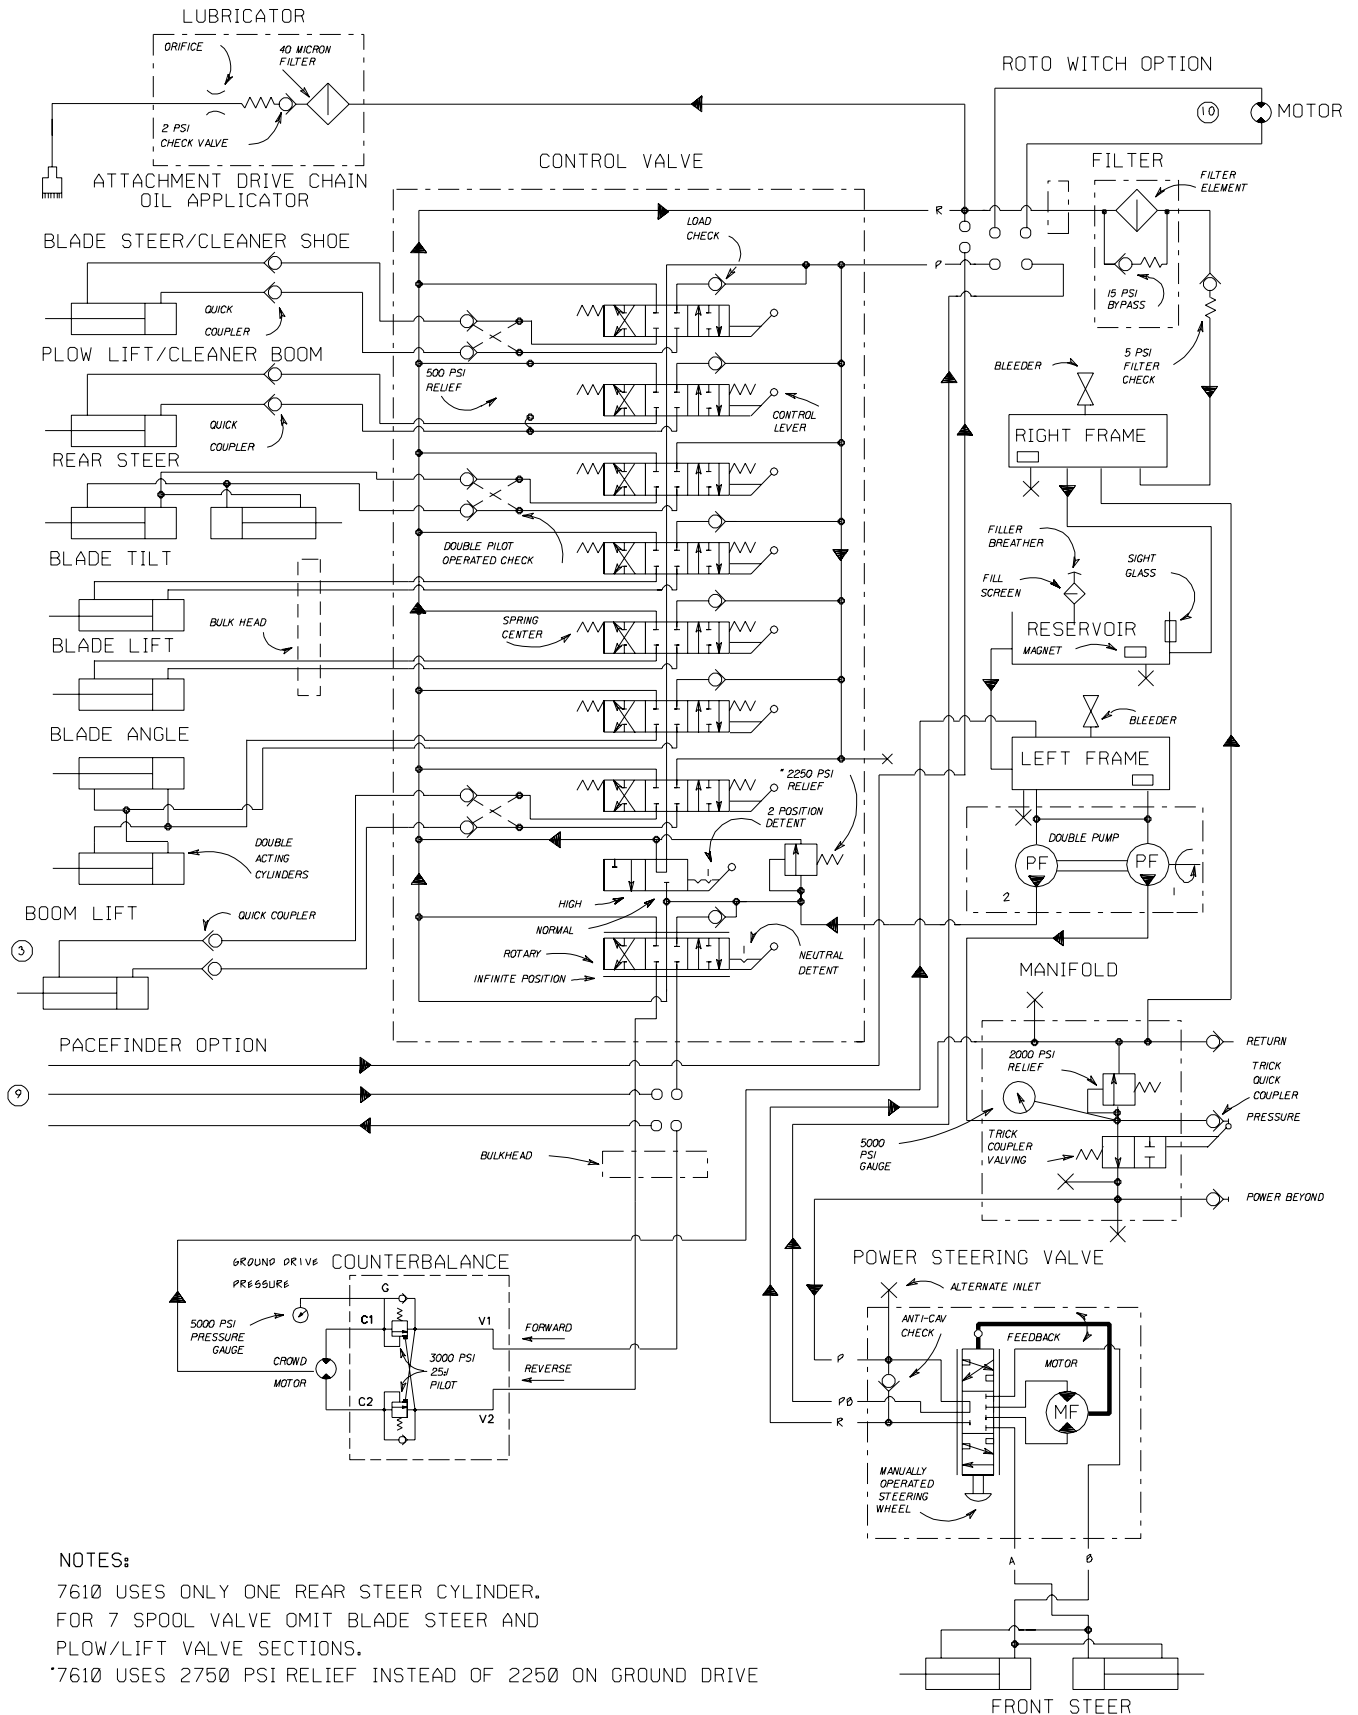 LUBRICATOR
ORIFICE
40 MICRON
FILTER
2 PSI
CHECK VALVE
ATTACHMENT DRIVE CHAIN
OIL APPLICATOR
ROTO WITCH OPTION
10
MOTOR
CONTROL VALVE
FILTER
FILTER
ELEMENT
R
LOAD
CHECK
P
15 PSI
BYPASS
BLADE STEER/CLEANER SHOE
QUICK
COUPLER
PLOW LIFT/CLEANER BOOM
500 PSI
RELIEF
5 PSI
FILTER
CHECK
BLEEDER
CONTROL
LEVER
QUICK
COUPLER
RIGHT FRAME
REAR STEER
DOUBLE PILOT
OPERATED CHECK
FILLER
BREATHER
SIGHT
GLASS
FILL
SCREEN
BLADE TILT
BULK HEAD
SPRING
CENTER
RESERVOIR
MAGNET
BLADE LIFT
BLEEDER
BLADE ANGLE
LEFT FRAME
* 2250 PSI
RELIEF
2 POSITION
DETENT
DOUBLE PUMP
PF
PF
2
1
DOUBLE
ACTING
CYLINDERS
HIGH
NORMAL
BOOM LIFT
QUICK COUPLER
3
ROTARY
INFINITE POSITION
NEUTRAL
DETENT
MANIFOLD
PACEFINDER OPTION
9
2000 PSI
RELIEF
RETURN
TRICK
QUICK
COUPLER
PRESSURE
5000
PSI
GAUGE
TRICK
COUPLER
VALVING
POWER BEYOND
BULKHEAD
GROUND DRIVE
PRESSURE
COUNTERBALANCE
G
C1
V1
5000 PSI
PRESSURE
GAUGE
FORWARD
3000 PSI
25:1
PILOT
REVERSE
CROND
MOTOR
C2
V2
POWER STEERING VALVE
ALTERNATE INLET
ANTI-CAV
CHECK
FEEDBACK
MOTOR
P
PB
R
MF
MANUALLY
OPERATED
STEERING
WHEEL
A
B
FRONT STEER
NOTES:
7610 USES ONLY ONE REAR STEER CYLINDER.
FOR 7 SPOOL VALVE OMIT BLADE STEER AND
PLOW/LIFT VALVE SECTIONS.
*7610 USES 2750 PSI RELIEF INSTEAD OF 2250 ON GROUND DRIVE